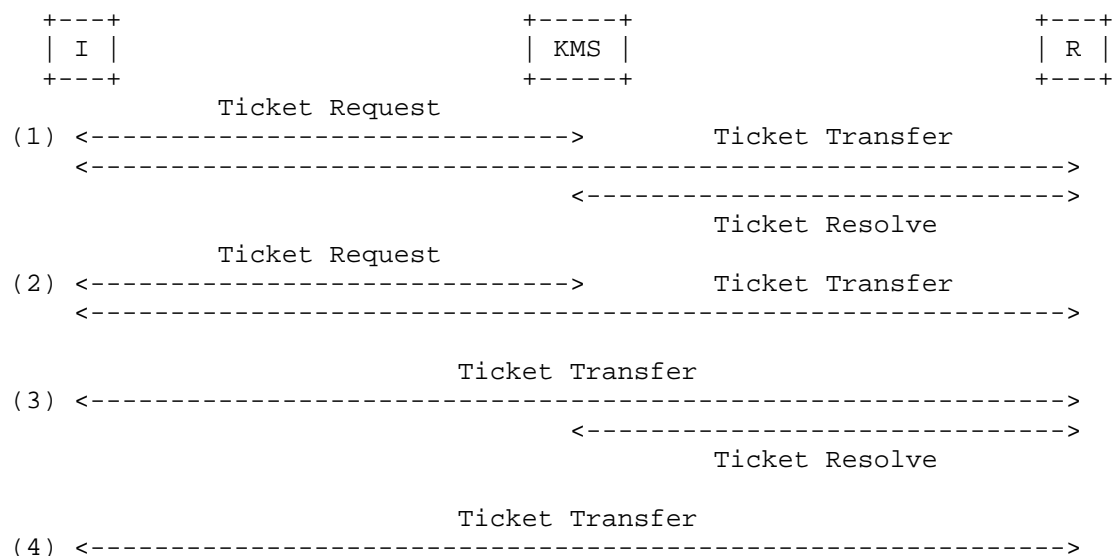 +---+ +-----+ +---+
| I | | KMS | | R |
+---+ +-----+ +---+
Ticket Request
(1) <------------------------------> Ticket Transfer
<------------------------------------------------------------->
<------------------------------>
Ticket Resolve
Ticket Request
(2) <------------------------------> Ticket Transfer
<------------------------------------------------------------->
Ticket Transfer
(3) <------------------------------------------------------------->
<------------------------------>
Ticket Resolve
Ticket Transfer
(4) <------------------------------------------------------------->